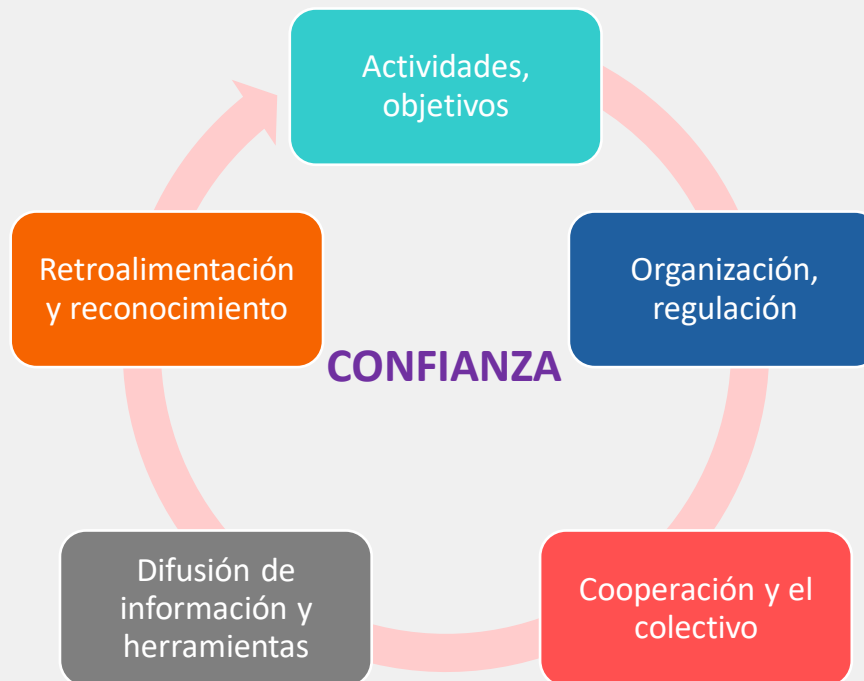 Actividades,
objetivos
Organización,
regulación
Cooperación y el
colectivo
Difusión de
información y
herramientas
Retroalimentación
y reconocimiento
CONFIANZA